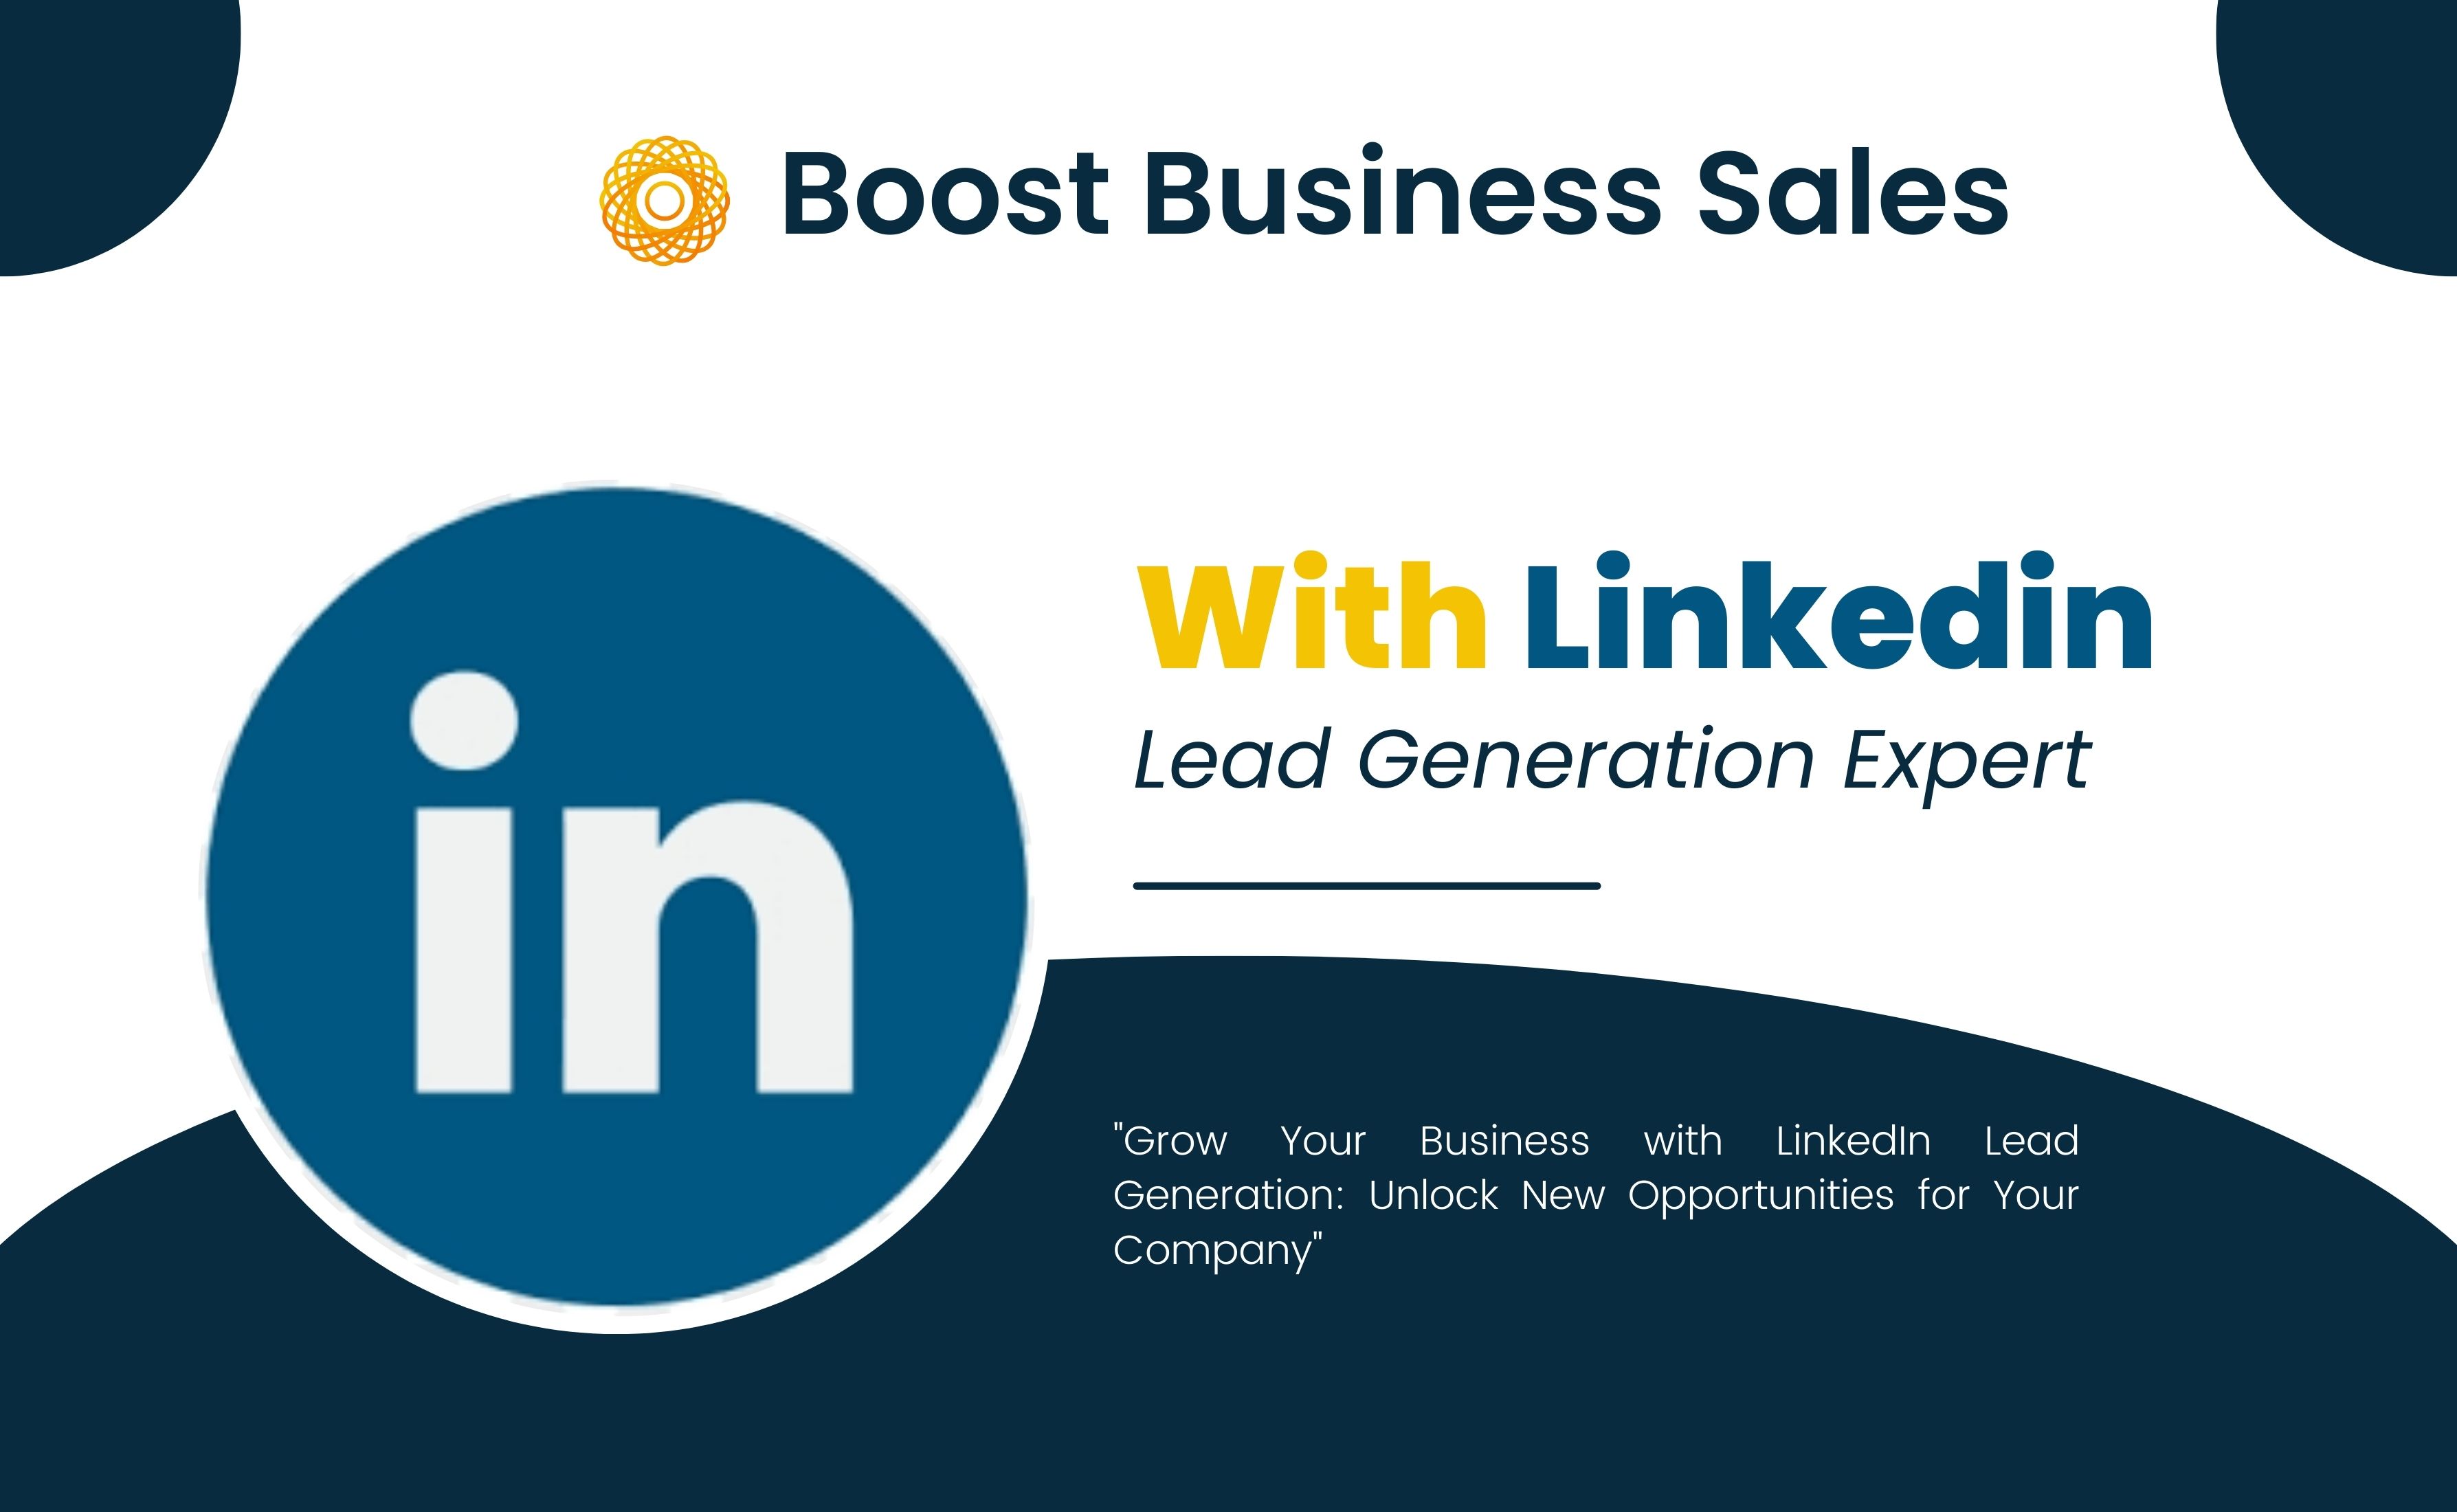 Boost Business Sales
With Linkedin
Lead Generation Expert
in
"Grow Your Business with LinkedIn Lead
Generation: Unlock New Opportunities for Your
Company"